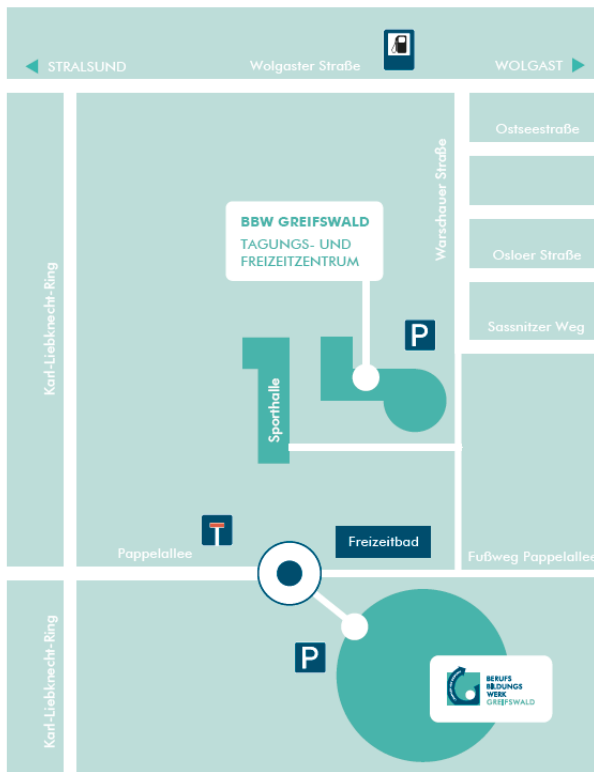 STRALSUND
Wolgaster Straße
WOLGAST
Ostseestraße
Warschauer Straße
BBW GREIFSWALD
TAGUNGS- UND
FREIZEITZENTRUM
Osloer Straße
Karl-Liebknecht-Ring
P
Sassnitzer Weg
Sporthalle
Freizeitbad
Pappelallee
Fußweg Pappelallee
Karl-Liebknecht-Ring
P
BERUFS
BILDUNGS
WERK
GREIFSWALD